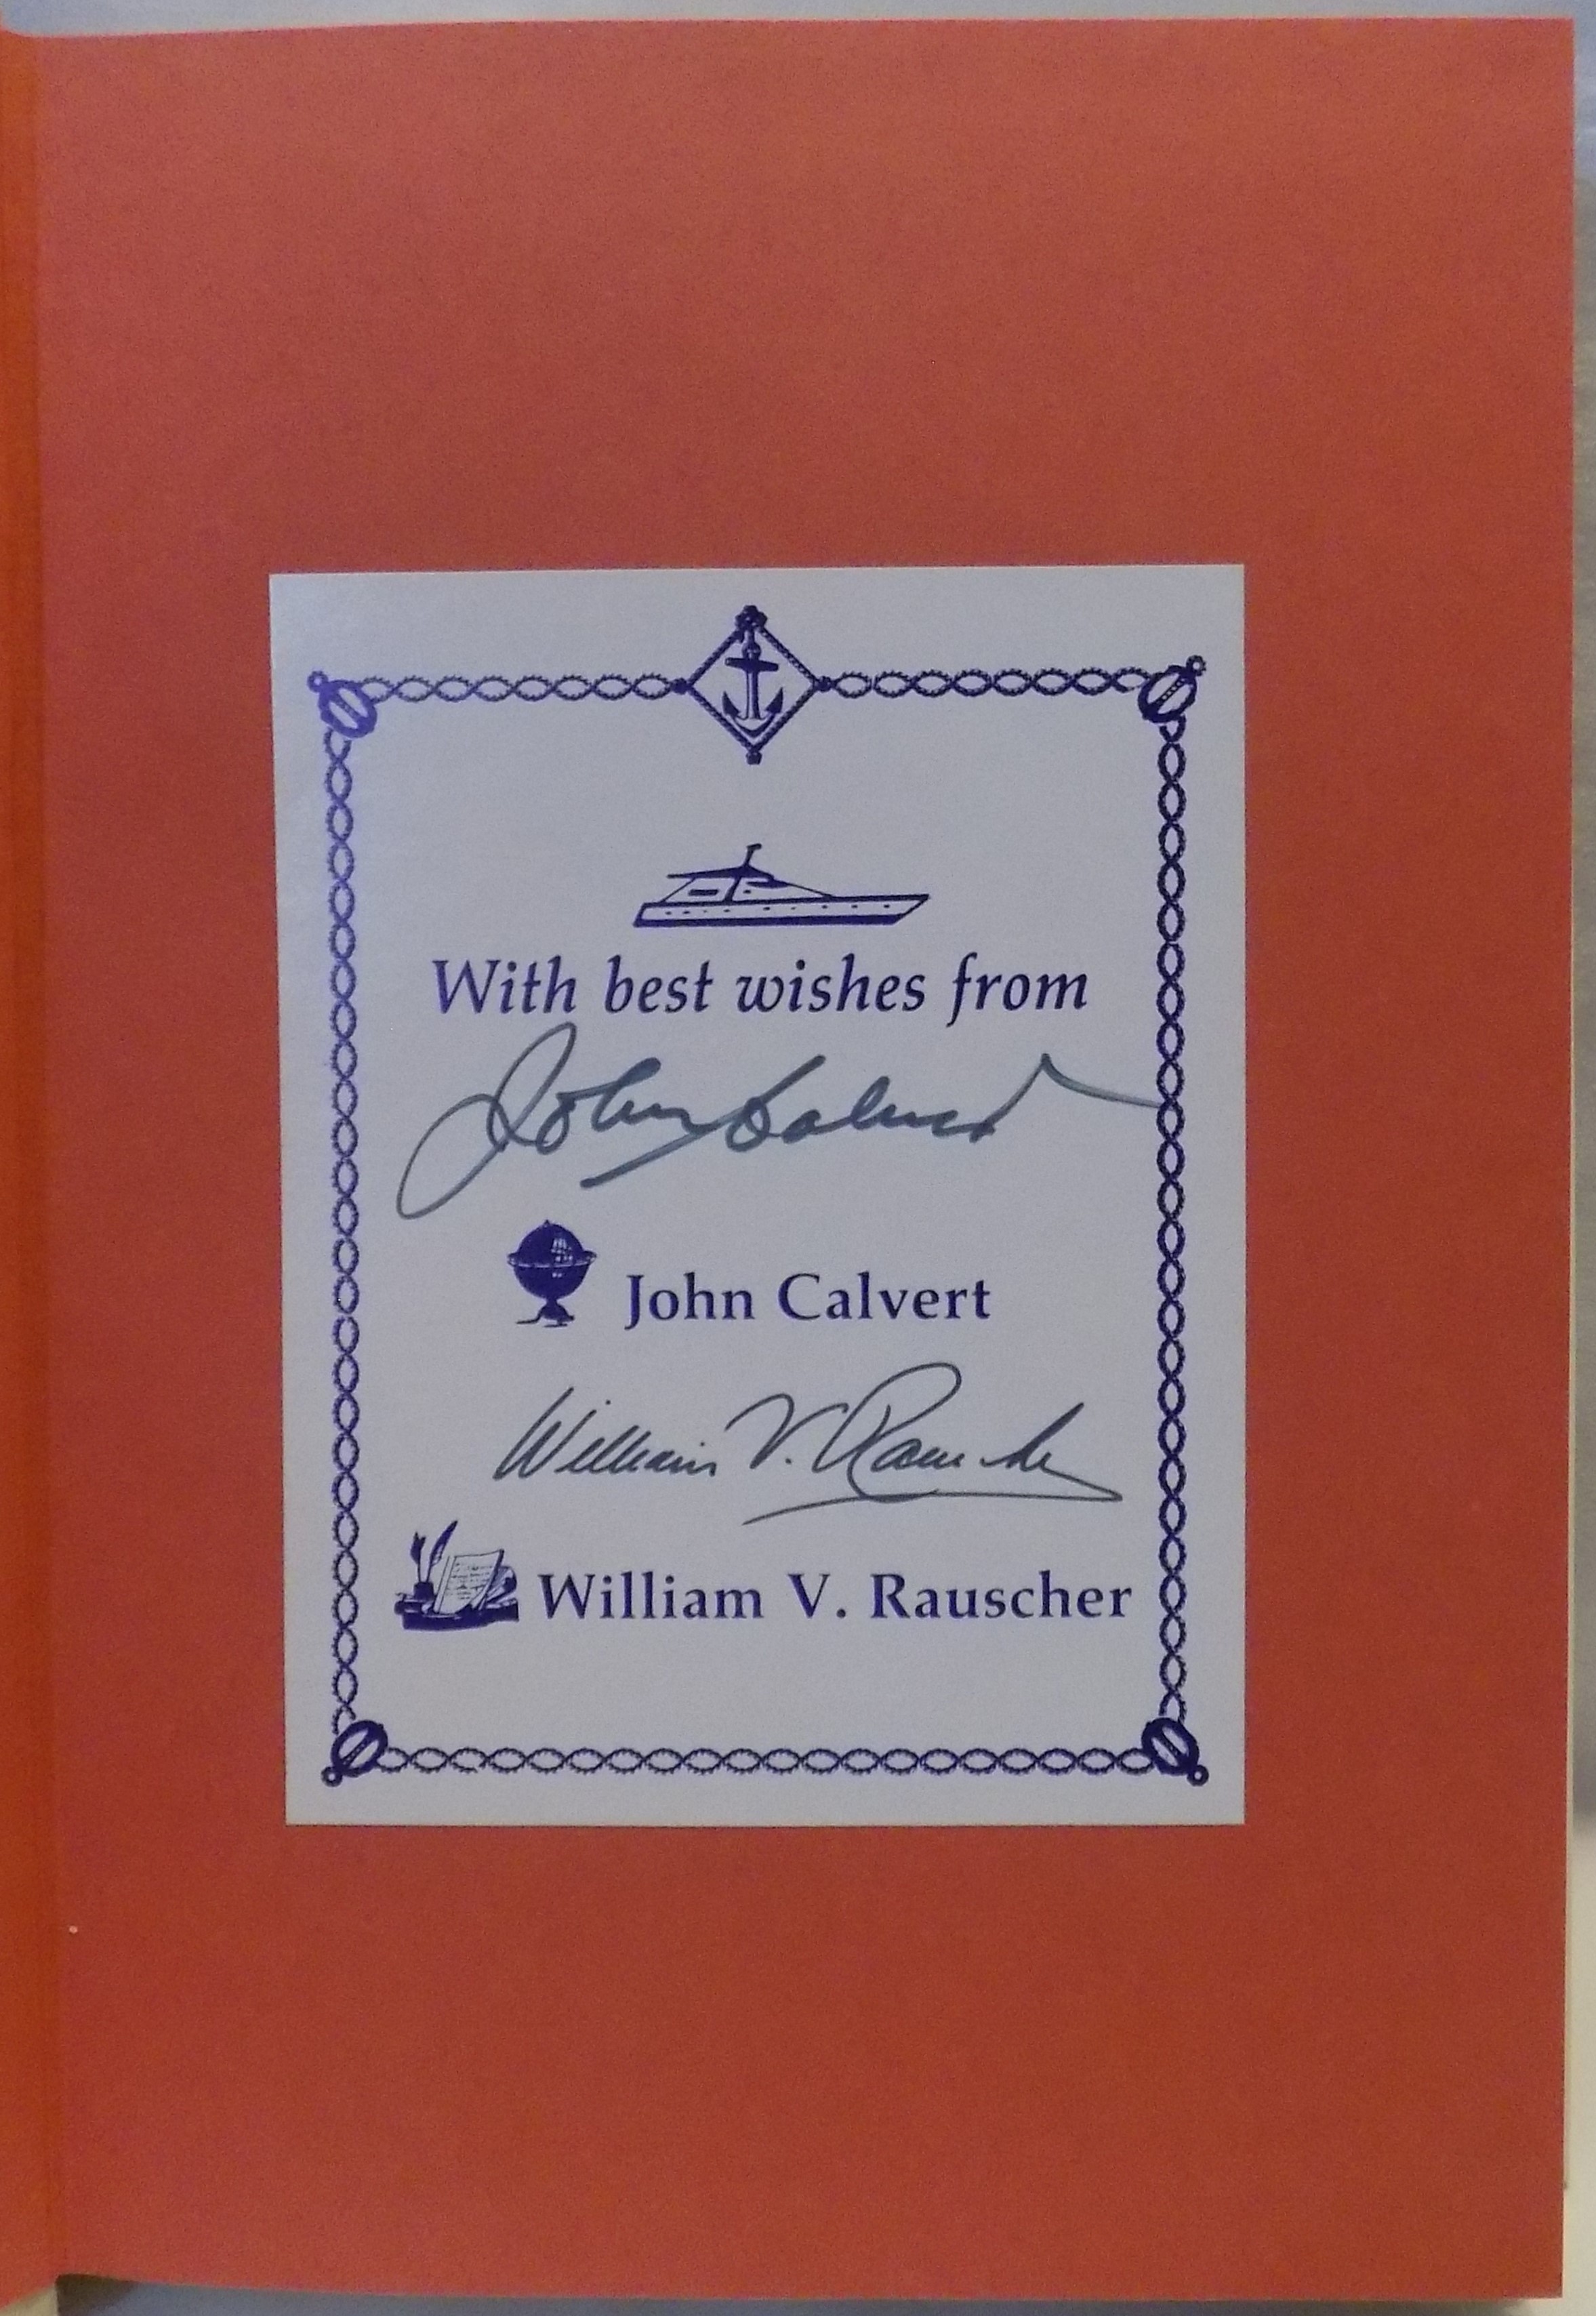 With best wishes from
John Calvert
John Calvert
William V. Rauscher
William V. Rauscher